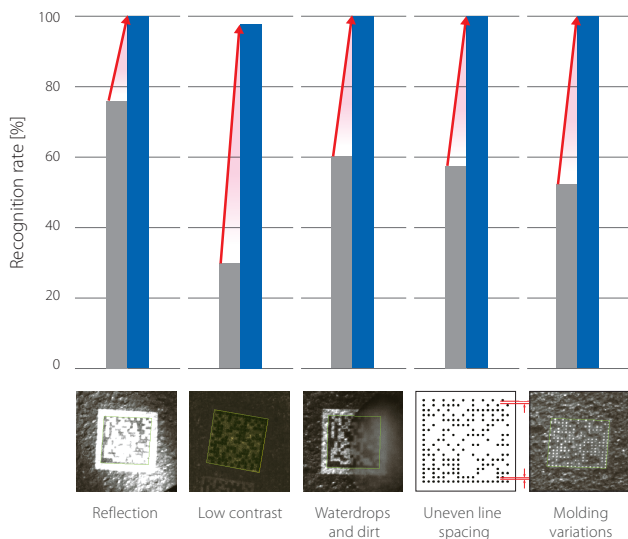 Recognition rate [%]
100
80
60
40
20
0
Reflection
Low contrast
Waterdrops
and dirt
Uneven line
spacing
Molding
variations